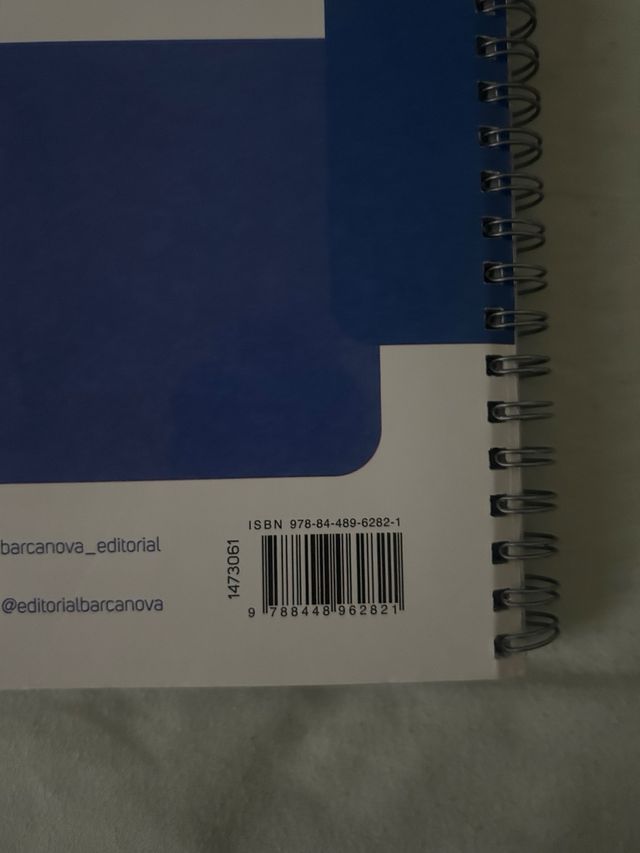 ISBN 978-84-489-6282-1
barcanova_editorial
@editorialbarcanova
1473061
9 788448 962821